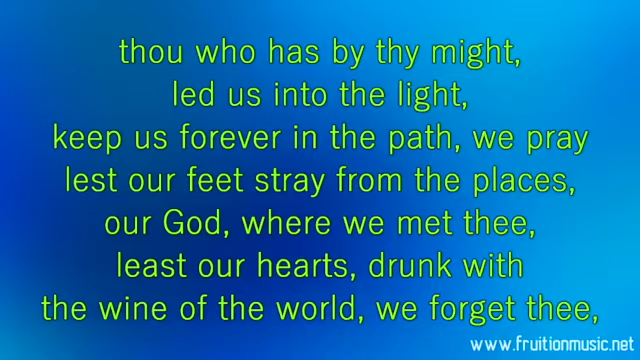 thou who has by thy might,
led us into the light,
keep us forever in the path, we pray
lest our feet stray from the places,
our God, where we met thee,
least our hearts, drunk with
the wine of the world, we forget thee,
www.fruitionmusic.net